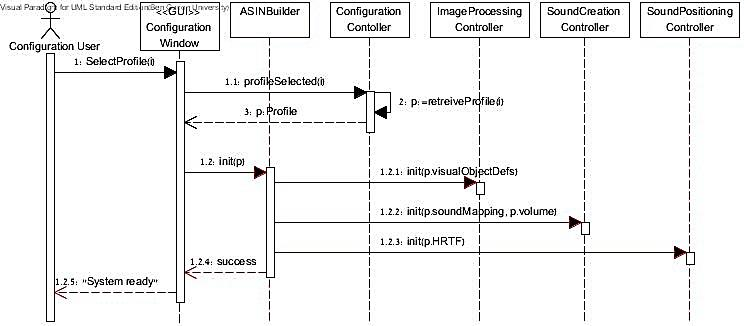 Visual Paradigm for UML Standard Edition(Ben Gurion University)
Configuration User
<<GUI>>
Configuration
Window
ASINBuilder
Configuration
Contoller
ImageProcessing
Controller
SoundCreation
Controller
SoundPositioning
Controller
1: SelectProfile(i)
1.1: profileSelected(i)
2: p:=retreiveProfile(i)
3: p:Profile
1.2: init(p)
1.2.1: init(p.visualObjectDefs)
1.2.2: init(p.soundMapping, p.volume)
1.2.3: init(p.HRTF)
1.2.4: success
1.2.5: "System ready"